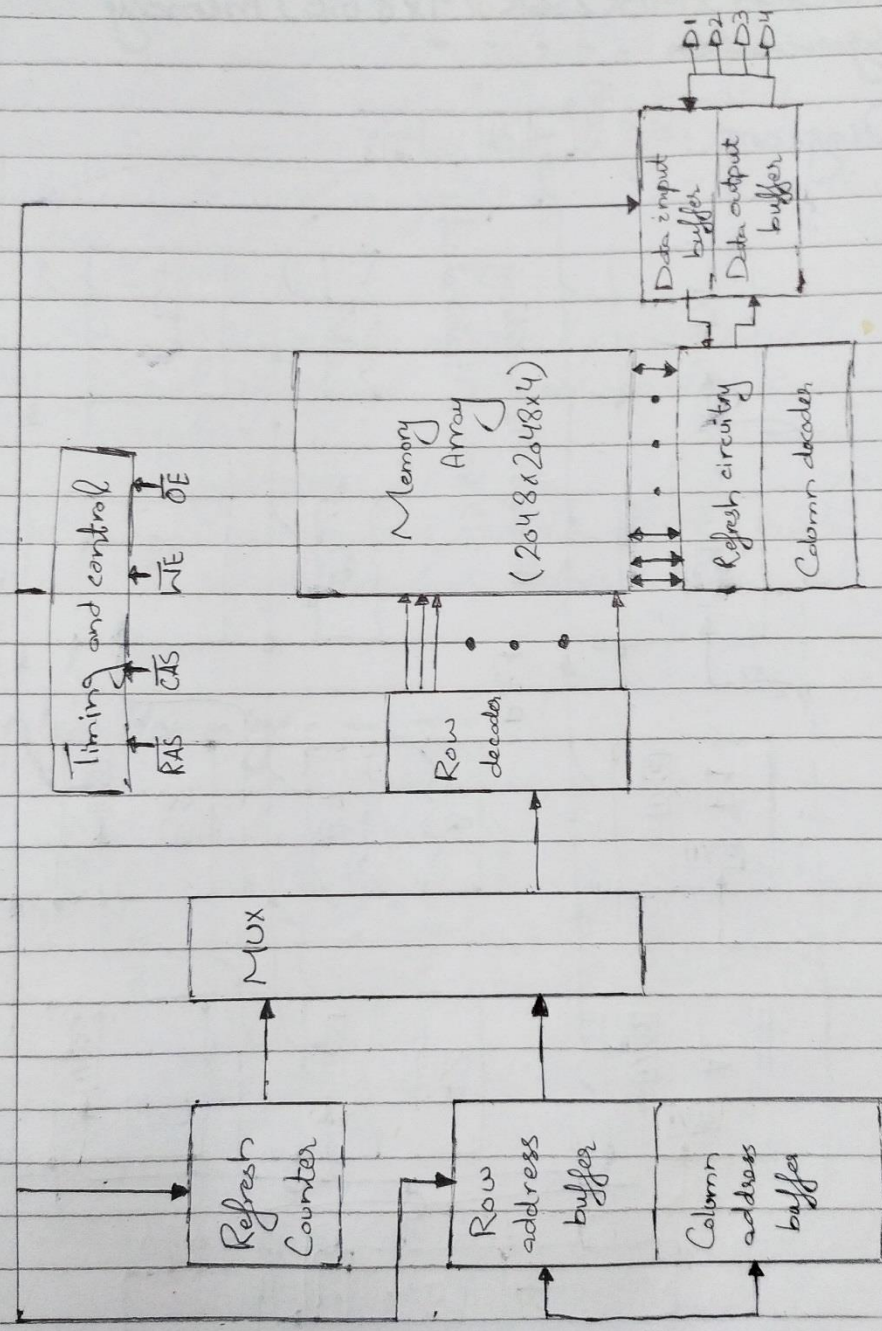 Timing and control
RAS
CAS
WE
OE
Refresh
Counter
MUX
Row
address
buffer
Column
address
buffer
Row
decoder
Memory
Array
(2048x2048x4)
Refresh circuitry
Column decoder
Data input
buffer
Data output
buffer
D1
D2
D3
D4